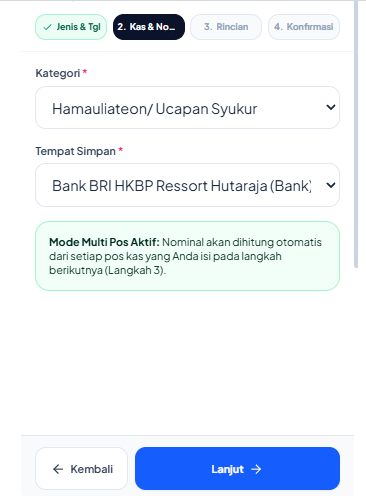 Jenis & Tgl
2. Kas & No...
3. Rincian
4. Konfirmasi
Kategori *
Hamauliateon/ Ucapan Syukur
Tempat Simpan *
Bank BRI HKBP Ressort Hutaraja (Bank)
Mode Multi Pos Aktif: Nominal akan dihitung otomatis
dari setiap pos kas yang Anda isi pada langkah
berikutnya (Langkah 3).
Kembali
Lanjut